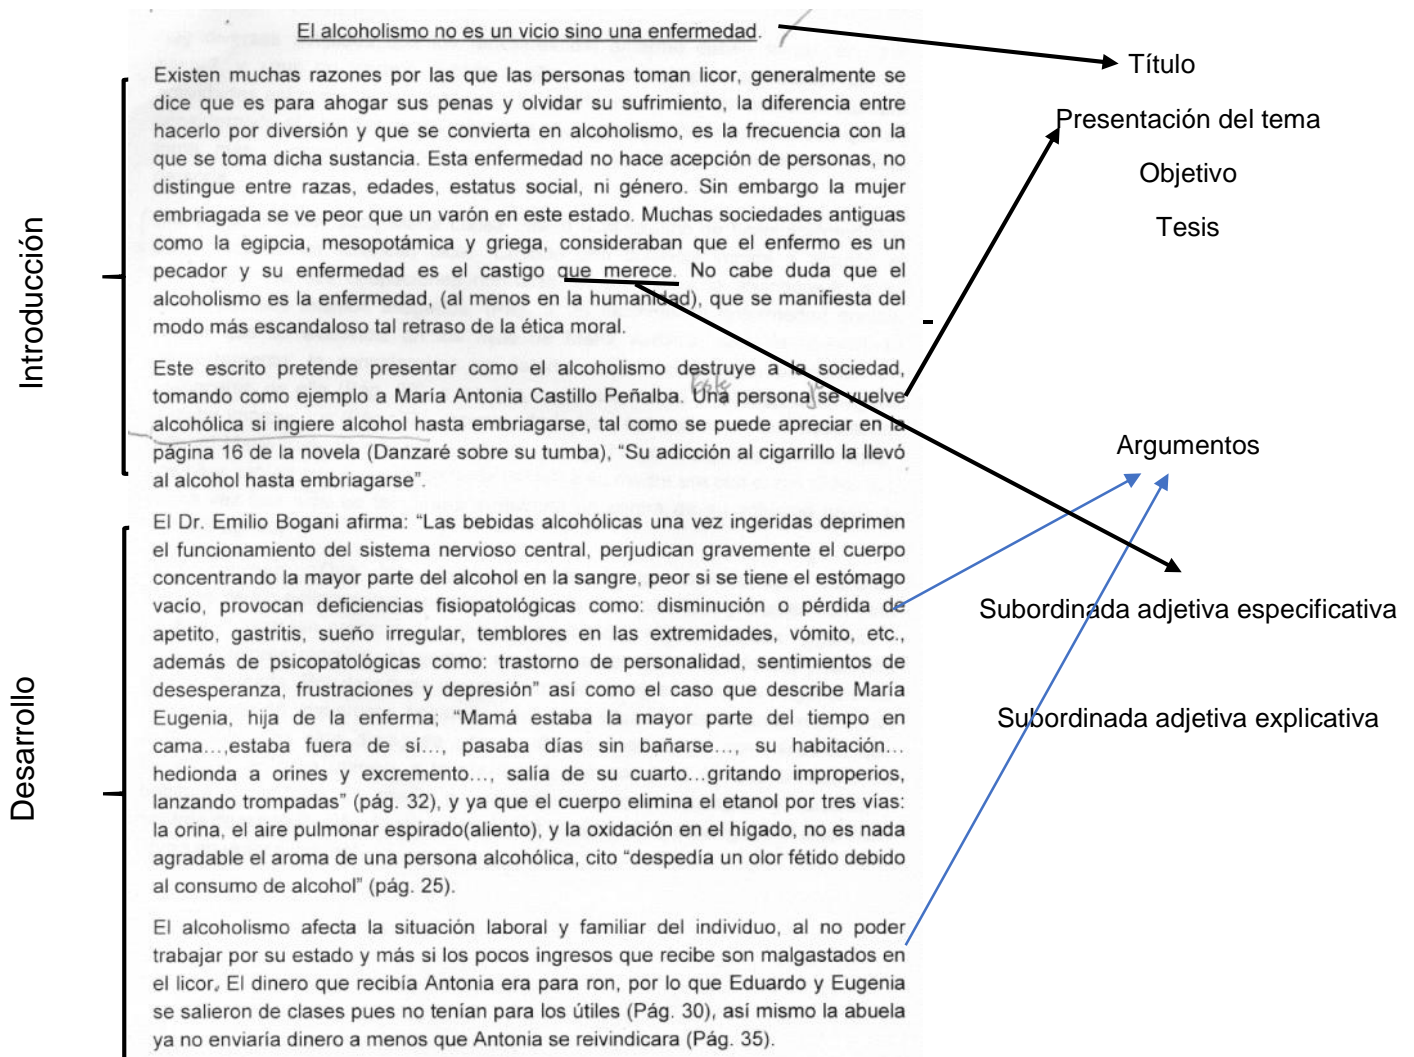 El alcoholismo no es un vicio sino una enfermedad.
Existen muchas razones por las que las personas toman licor, generalmente se
dice que es para ahogar sus penas y olvidar su sufrimiento, la diferencia entre
hacerlo por diversión y que se convierta en alcoholismo, es la frecuencia con la
que se toma dicha sustancia. Esta enfermedad no hace acepción de personas, no
distingue entre razas, edades, estatus social, ni género. Sin embargo la mujer
embriagada se ve peor que un varón en este estado. Muchas sociedades antiguas
como la egipcia, mesopotámica y griega, consideraban que el enfermo es un
pecador y su enfermedad es el castigo que merece. No cabe duda que el
alcoholismo es la enfermedad, (al menos en la humanidad), que se manifiesta del
modo más escandaloso tal retraso de la ética moral.
Este escrito pretende presentar como el alcoholismo destruye a la sociedad,
tomando como ejemplo a María Antonia Castillo Peñalba. Una persona se vuelve
alcohólica si ingiere alcohol hasta embriagarse, tal como se puede apreciar en la
página 16 de la novela (Danzaré sobre su tumba), “Su adicción al cigarrillo la llevó
al alcohol hasta embriagarse”.
El Dr. Emilio Bogani afirma: “Las bebidas alcohólicas una vez ingeridas deprimen
el funcionamiento del sistema nervioso central, perjudican gravemente el cuerpo
concentrando la mayor parte del alcohol en la sangre, peor si se tiene el estómago
vacío, provocan deficiencias fisiopatológicas como: disminución o pérdida de
apetito, gastritis, sueño irregular, temblores en las extremidades, vómito, etc.,
además de psicopatológicas como: trastorno de personalidad, sentimientos de
desesperanza, frustraciones y depresión” así como el caso que describe María
Eugenia, hija de la enferma; “Mamá estaba la mayor parte del tiempo en
cama…,estaba fuera de sí…, pasaba días sin bañarse…, su habitación…
hedionda a orines y excremento…, salía de su cuarto…gritando improperios,
lanzando trompadas” (pág. 32), y ya que el cuerpo elimina el etanol por tres vías:
la orina, el aire pulmonar espirado(aliento), y la oxidación en el hígado, no es nada
agradable el aroma de una persona alcohólica, cito “despedía un olor fétido debido
al consumo de alcohol” (pág. 25).
El alcoholismo afecta la situación laboral y familiar del individuo, al no poder
trabajar por su estado y más si los pocos ingresos que recibe son malgastados en
el licor. El dinero que recibía Antonia era para ron, por lo que Eduardo y Eugenia
se salieron de clases pues no tenían para los útiles (Pág. 30), así mismo la abuela
ya no enviaría dinero a menos que Antonia se reivindicara (Pág. 35).
Introducción
Desarrollo
Título
Presentación del tema
Objetivo
Tesis
-
Argumentos
Subordinada adjetiva especificativa
Subordinada adjetiva explicativa